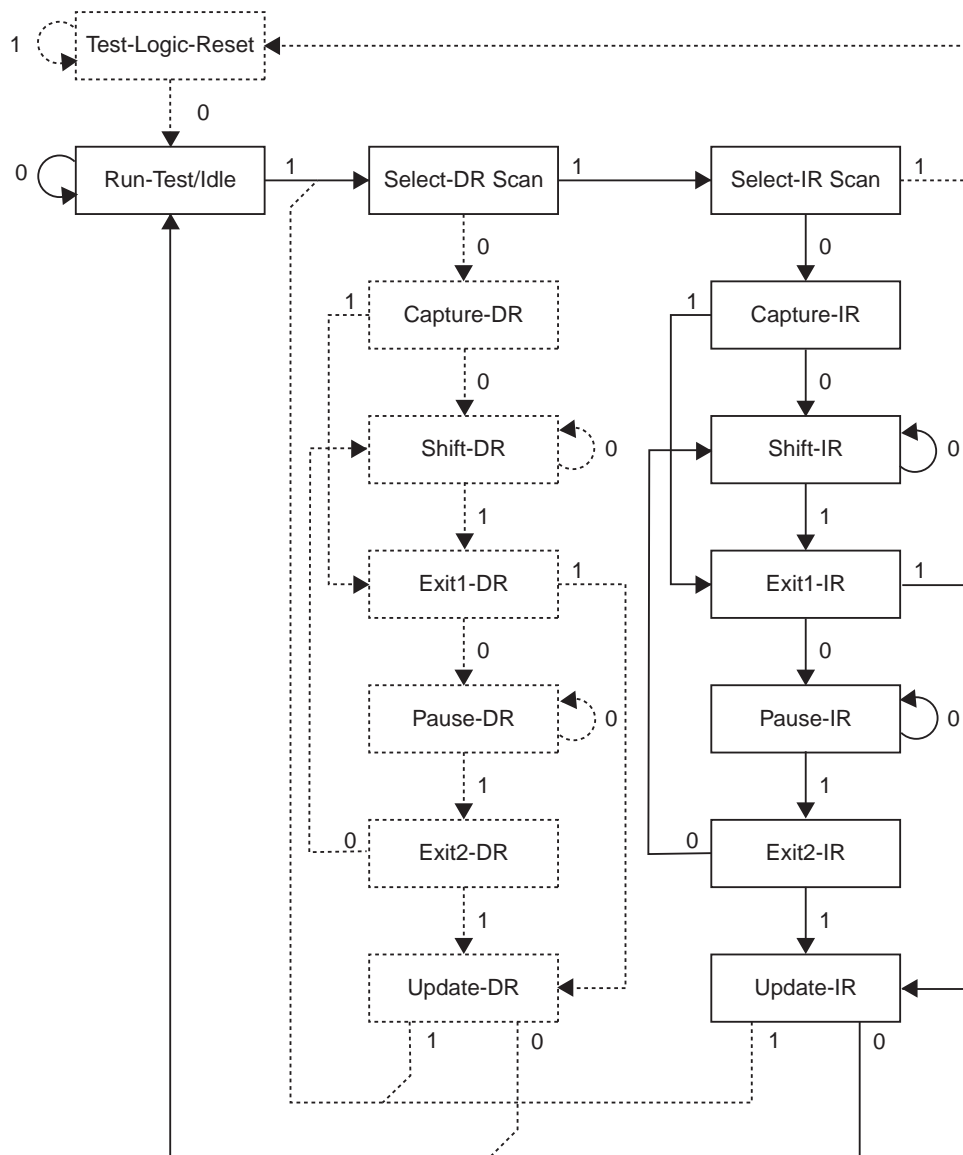 1
Test-Logic-Reset
0
0
Run-Test/Idle
1
Select-DR Scan
1
Select-IR Scan
1
0
0
1
Capture-DR
1
Capture-IR
0
0
Shift-DR
0
Shift-IR
0
1
1
Exit1-DR
1
Exit1-IR
1
0
0
Pause-DR
0
Pause-IR
0
1
1
0
Exit2-DR
0
Exit2-IR
1
1
Update-DR
Update-IR
1
0
1
0